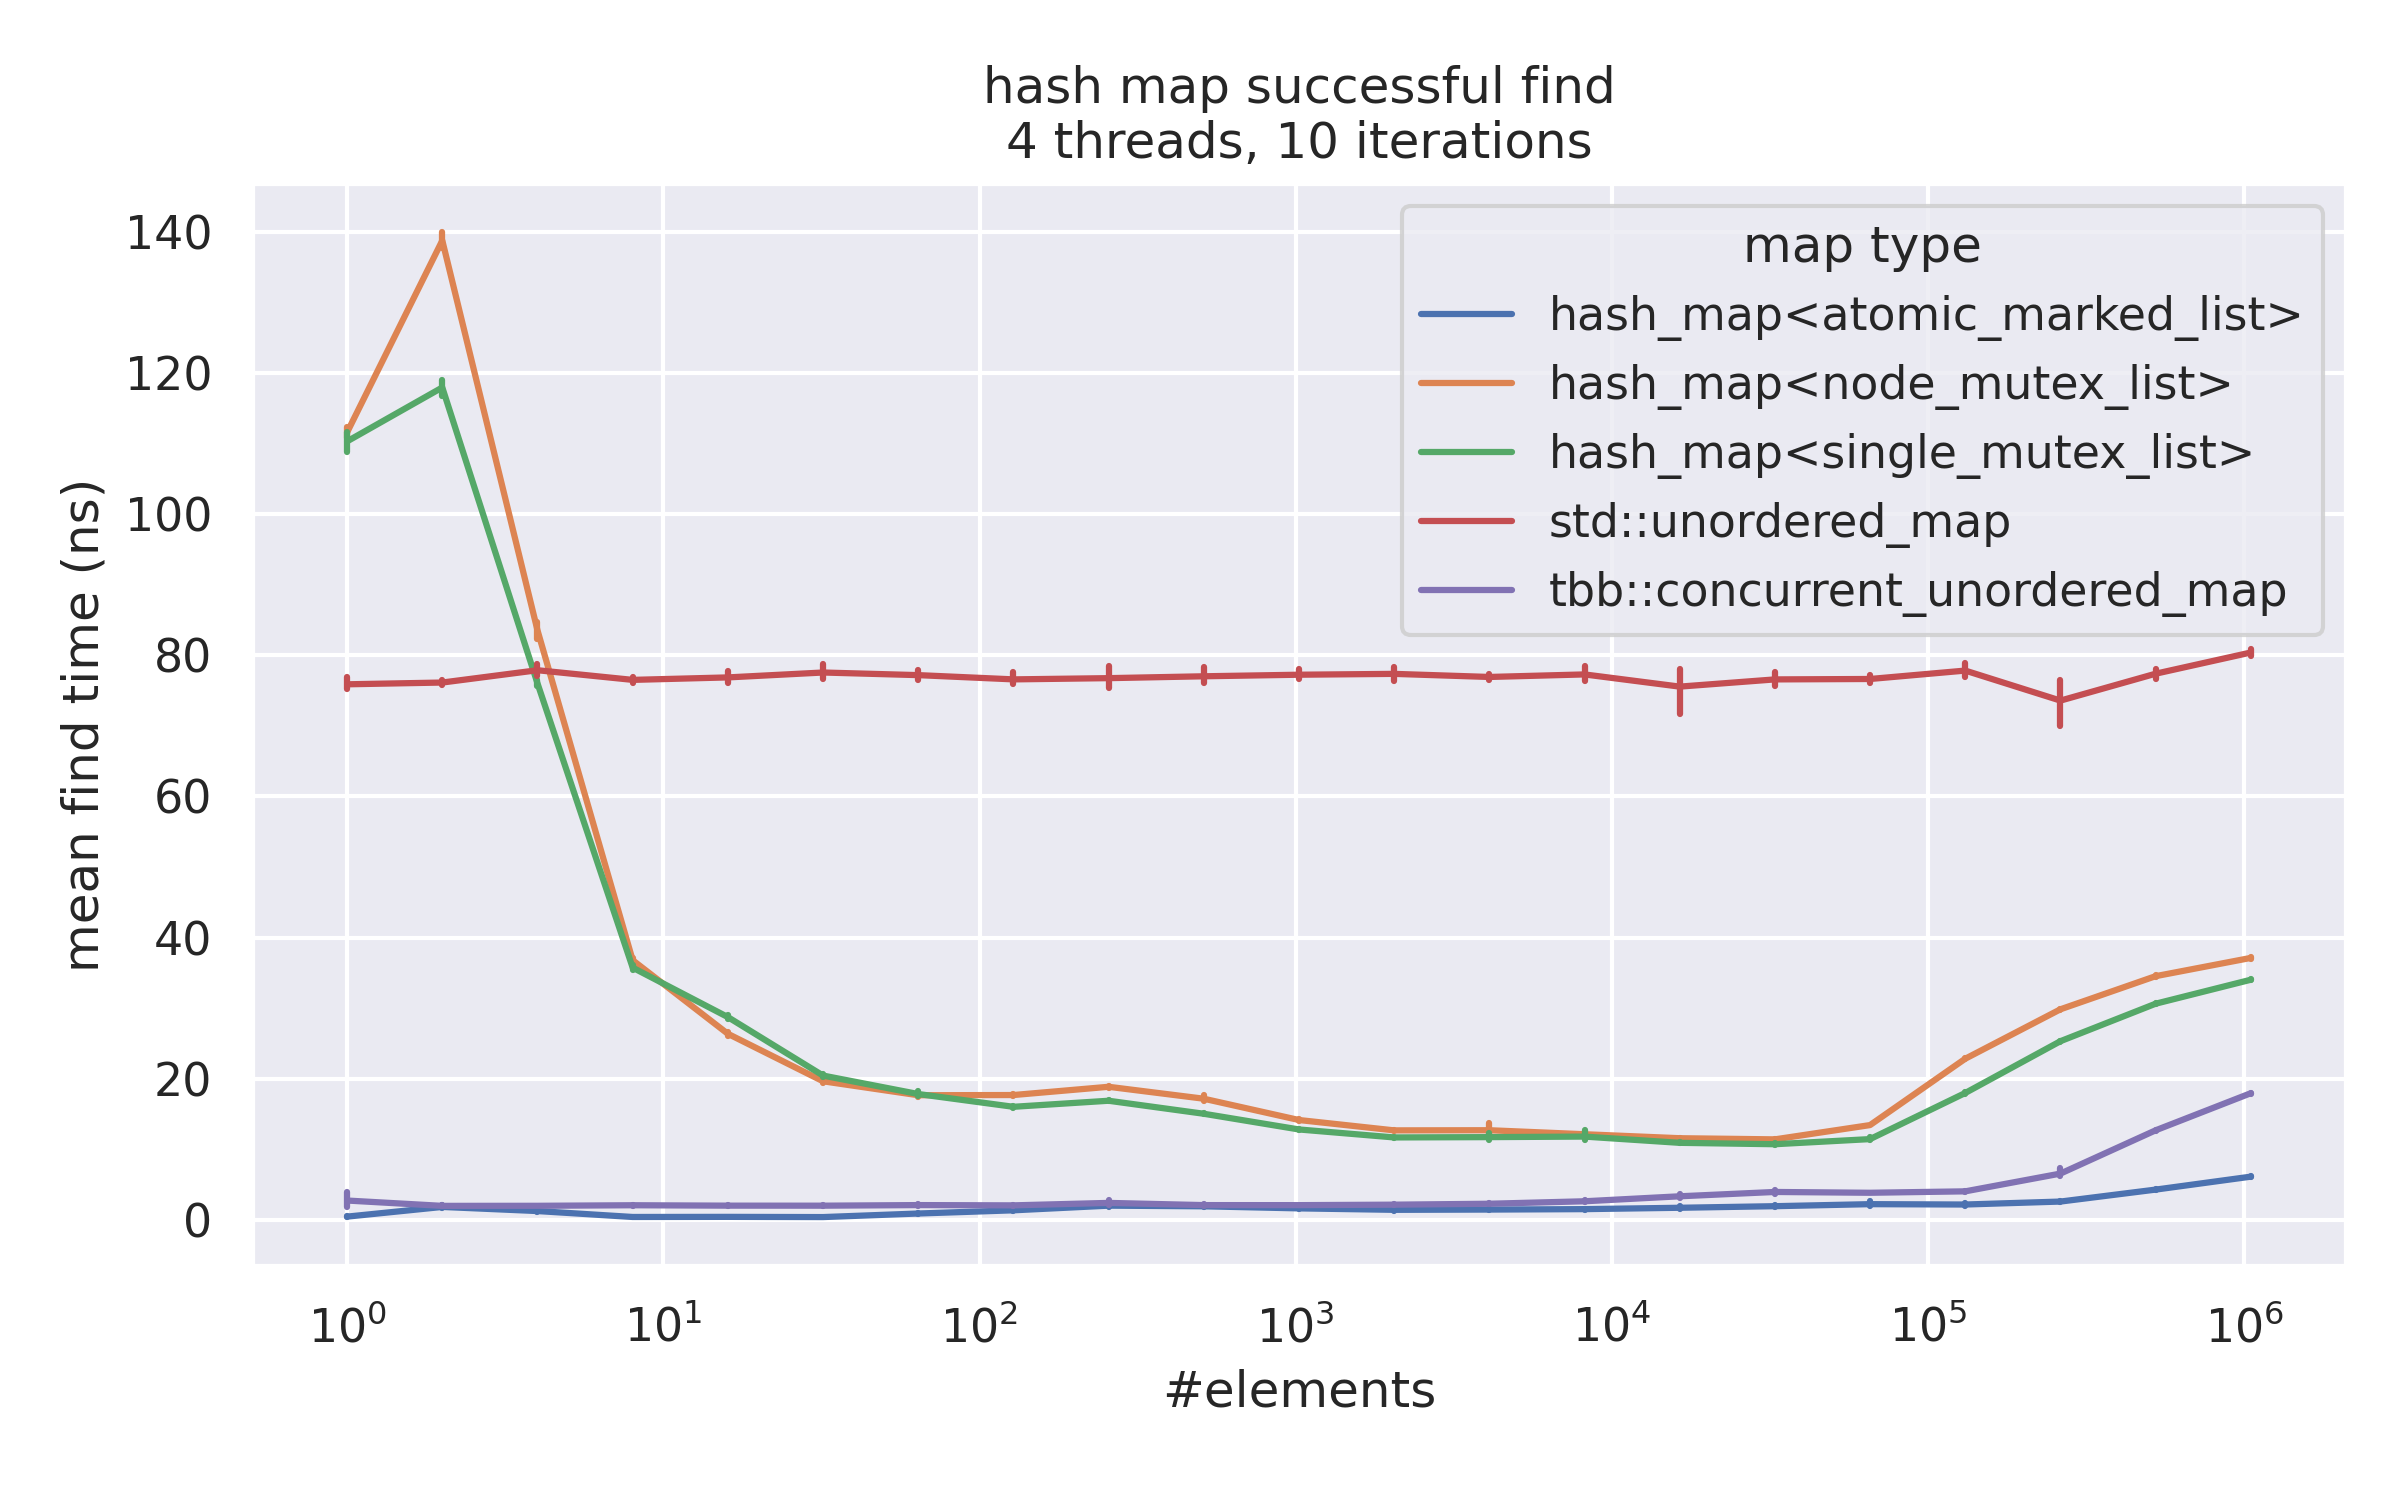 hash map successful find
4 threads, 10 iterations
140
120
100
80
60
40
20
0
mean find time (ns)
map type
hash_map<atomic_marked_list>
hash_map<node_mutex_list>
hash_map<single_mutex_list>
std::unordered_map
tbb::concurrent_unordered_map
10⁰ 10¹ 10² 10³ 10⁴ 10⁵ 10⁶
#elements